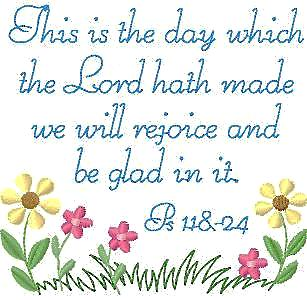 This is the day which
the Lord hath made
we will rejoice and
be glad in it.
Ps 118-24